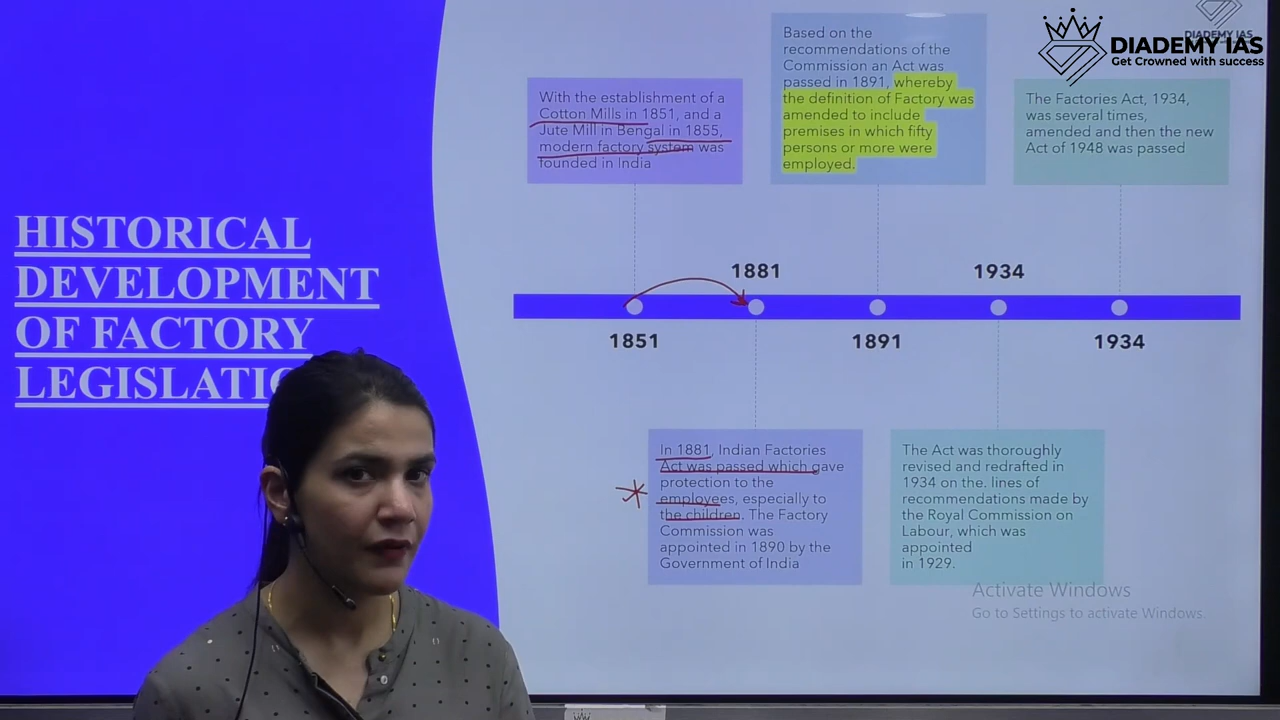 HISTORICAL
DEVELOPMENT
OF FACTORY
With the establishment of a
Cotton Mills in 1851, and a
Jute Mill in Bengal in 1855,
modern factory system was
founded in India
Based on the
recommendations of the
Commission an Act was
passed in 1891, whereby
the definition of Factory was
amended to include
premises in which fifty
persons or more were
employed.
The Factories Act, 1934,
was several times,
amended and then the new
Act of 1948 was passed
DIADEMY IAS
DIADEMY IAS
Get Crowned with success
1881
1934
1851
1891
1934
In 1881, Indian Factories
Act was passed which gave
protection to the
employees, especially to
the children. The Factory
Commission was
appointed in 1890 by the
Government of India
The Act was thoroughly
revised and redrafted in
1934 on the. lines of
recommendations made by
the Royal Commission on
Labour, which was
appointed
in 1929.
Activate Windows
Go to Settings to activate Windows.